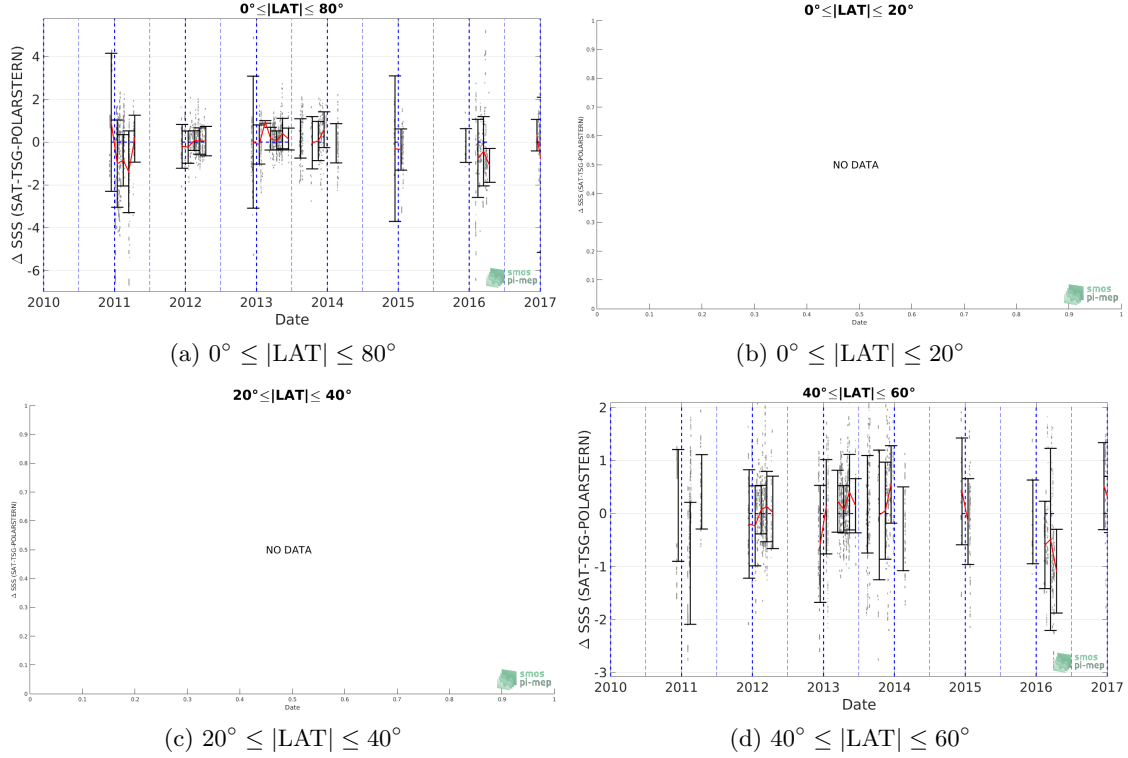 0°≤|LAT|≤ 80°
Δ SSS (SAT-TSG-POLARSTERN)
4
2
0
-2
-4
-6
2010 2011 2012 2013 2014 2015 2016 2017
Date
smos
pi-mep
(a) 0° ≤ |LAT| ≤ 80°
0°≤|LAT|≤ 20°
Δ SSS (SAT-TSG-POLARSTERN)
1
0.9
0.8
0.7
0.6
0.5
0.4
0.3
0.2
0.1
0
NO DATA
0 0.1 0.2 0.3 0.4 0.5 0.6 0.7 0.8 0.9 1
Date
smos
pi-mep
(b) 0° ≤ |LAT| ≤ 20°
20°≤|LAT|≤ 40°
Δ SSS (SAT-TSG-POLARSTERN)
1
0.9
0.8
0.7
0.6
0.5
0.4
0.3
0.2
0.1
0
NO DATA
0 0.1 0.2 0.3 0.4 0.5 0.6 0.7 0.8 0.9 1
Date
smos
pi-mep
(c) 20° ≤ |LAT| ≤ 40°
40°≤|LAT|≤ 60°
Δ SSS (SAT-TSG-POLARSTERN)
2
1
0
-1
-2
-3
2010 2011 2012 2013 2014 2015 2016 2017
Date
smos
pi-mep
(d) 40° ≤ |LAT| ≤ 60°